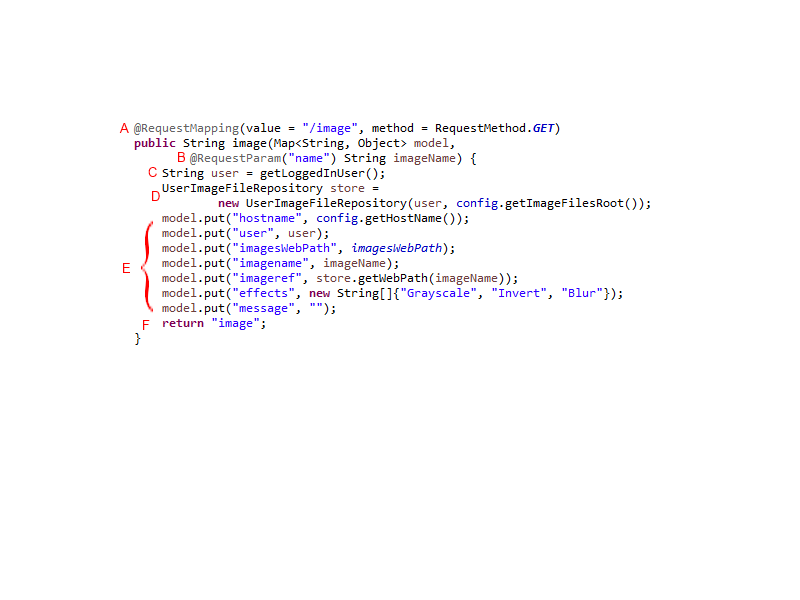 A @RequestMapping(value = "/image", method = RequestMethod.GET)
public String image(Map<String, Object> model,
B @RequestParam("name") String imageName) {
C String user = getLoggedInUser();
D UserImageFileRepository store =
new UserImageFileRepository(user, config.getImageFilesRoot());
model.put("hostname", config.getHostName());
model.put("user", user);
model.put("imagesWebPath", imagesWebPath);
E model.put("imagename", imageName);
model.put("imageref", store.getWebPath(imageName));
model.put("effects", new String[]{"Grayscale", "Invert", "Blur"});
model.put("message", "");
F return "image";
}